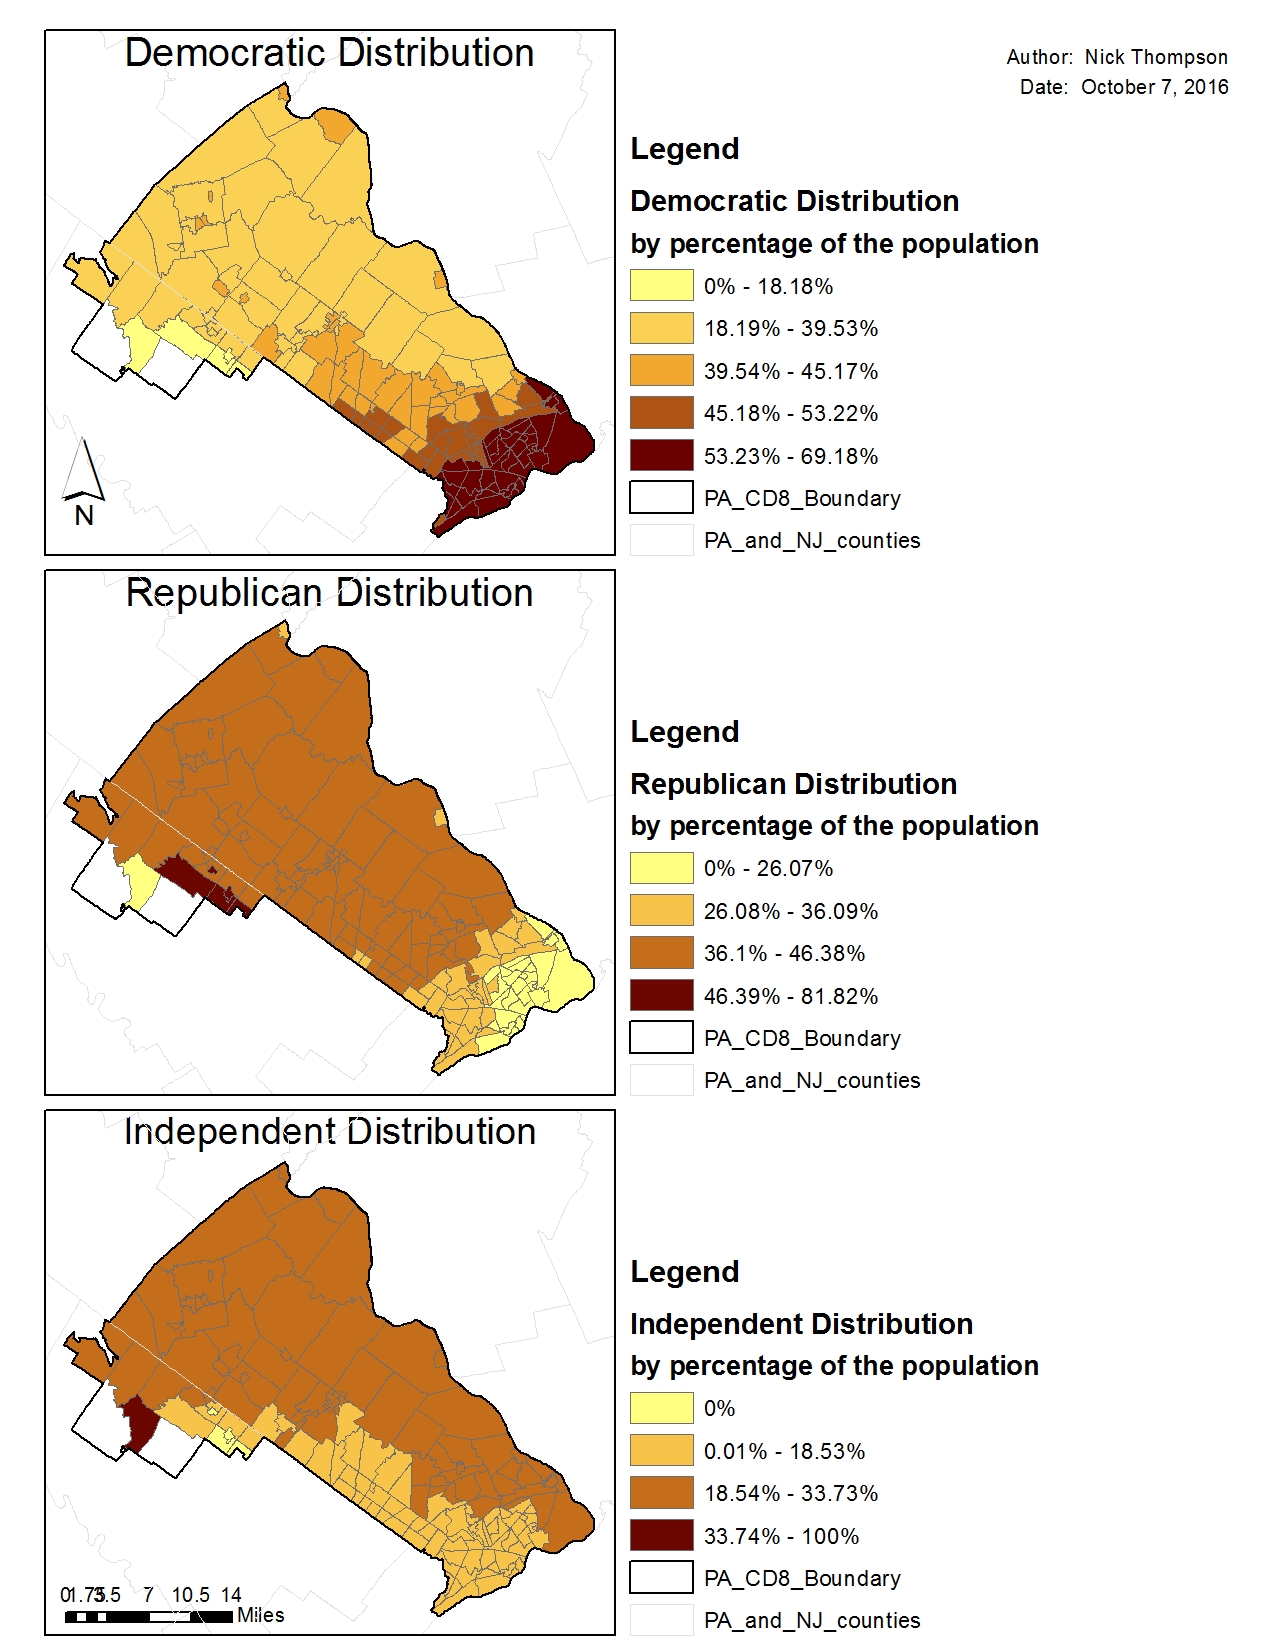 Democratic Distribution
Author: Nick Thompson
Date: October 7, 2016
Legend
Democratic Distribution
by percentage of the population
0% - 18.18%
18.19% - 39.53%
39.54% - 45.17%
45.18% - 53.22%
53.23% - 69.18%
PA_CD8_Boundary
PA_and_NJ_counties
N
Republican Distribution
Legend
Republican Distribution
by percentage of the population
0% - 26.07%
26.08% - 36.09%
36.1% - 46.38%
46.39% - 81.82%
PA_CD8_Boundary
PA_and_NJ_counties
Independent Distribution
Legend
Independent Distribution
by percentage of the population
0%
0.01% - 18.53%
18.54% - 33.73%
33.74% - 100%
PA_CD8_Boundary
PA_and_NJ_counties
0 1.75 3.5 7 10.5 14
Miles